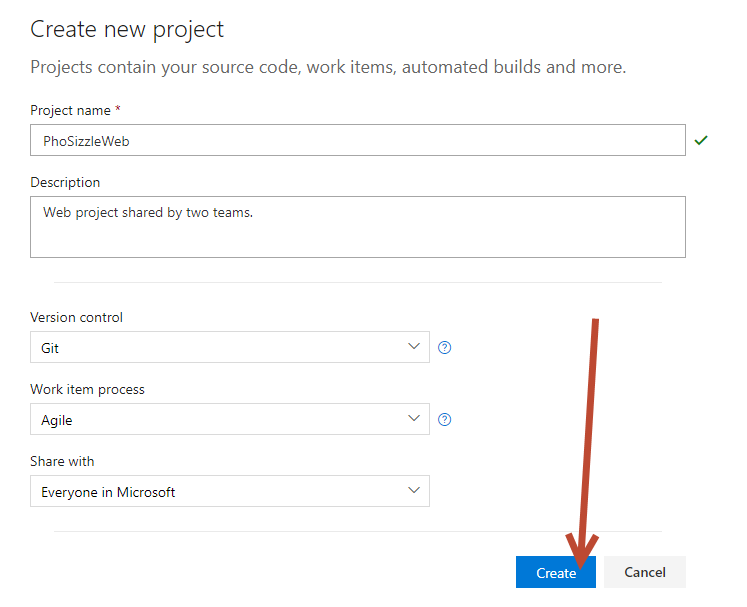 Create new project
Projects contain your source code, work items, automated builds and more.
Project name *
PhoSizzleWeb
Description
Web project shared by two teams.
Version control
Git
?
Work item process
Agile
?
Share with
Everyone in Microsoft
Create
Cancel